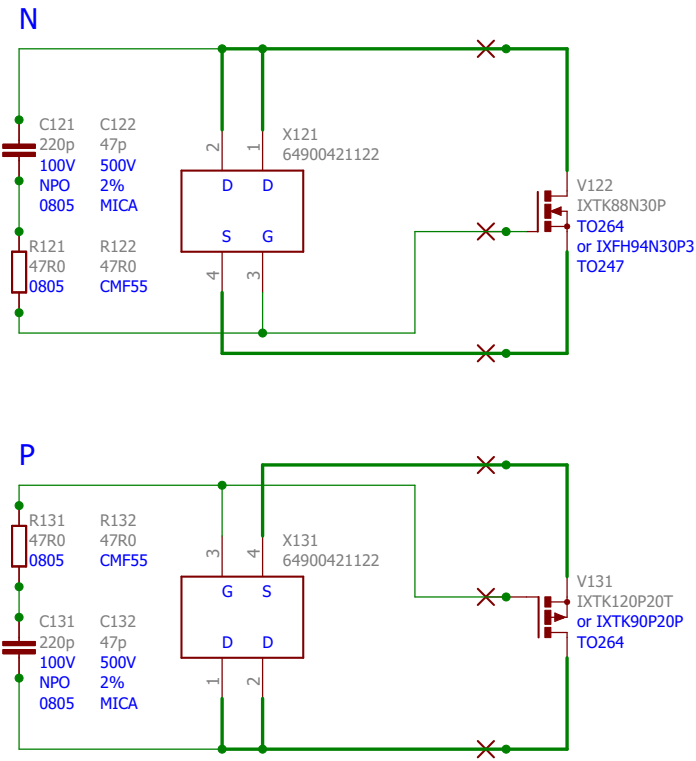 N
C121 C122
220p 47p
100V 500V
NPO 2%
0805 MICA
R121 R122
47R0 47R0
0805 CMF55
2 1
X121
64900421122
D D
S G
4 3
V122
IXTK88N30P
TO264
or IXFH94N30P3
TO247
P
R131 R132
47R0 47R0
0805 CMF55
C131 C132
220p 47p
100V 500V
NPO 2%
0805 MICA
3 4
X131
64900421122
G S
D D
1 2
V131
IXTK120P20T
or IXTK90P20P
TO264